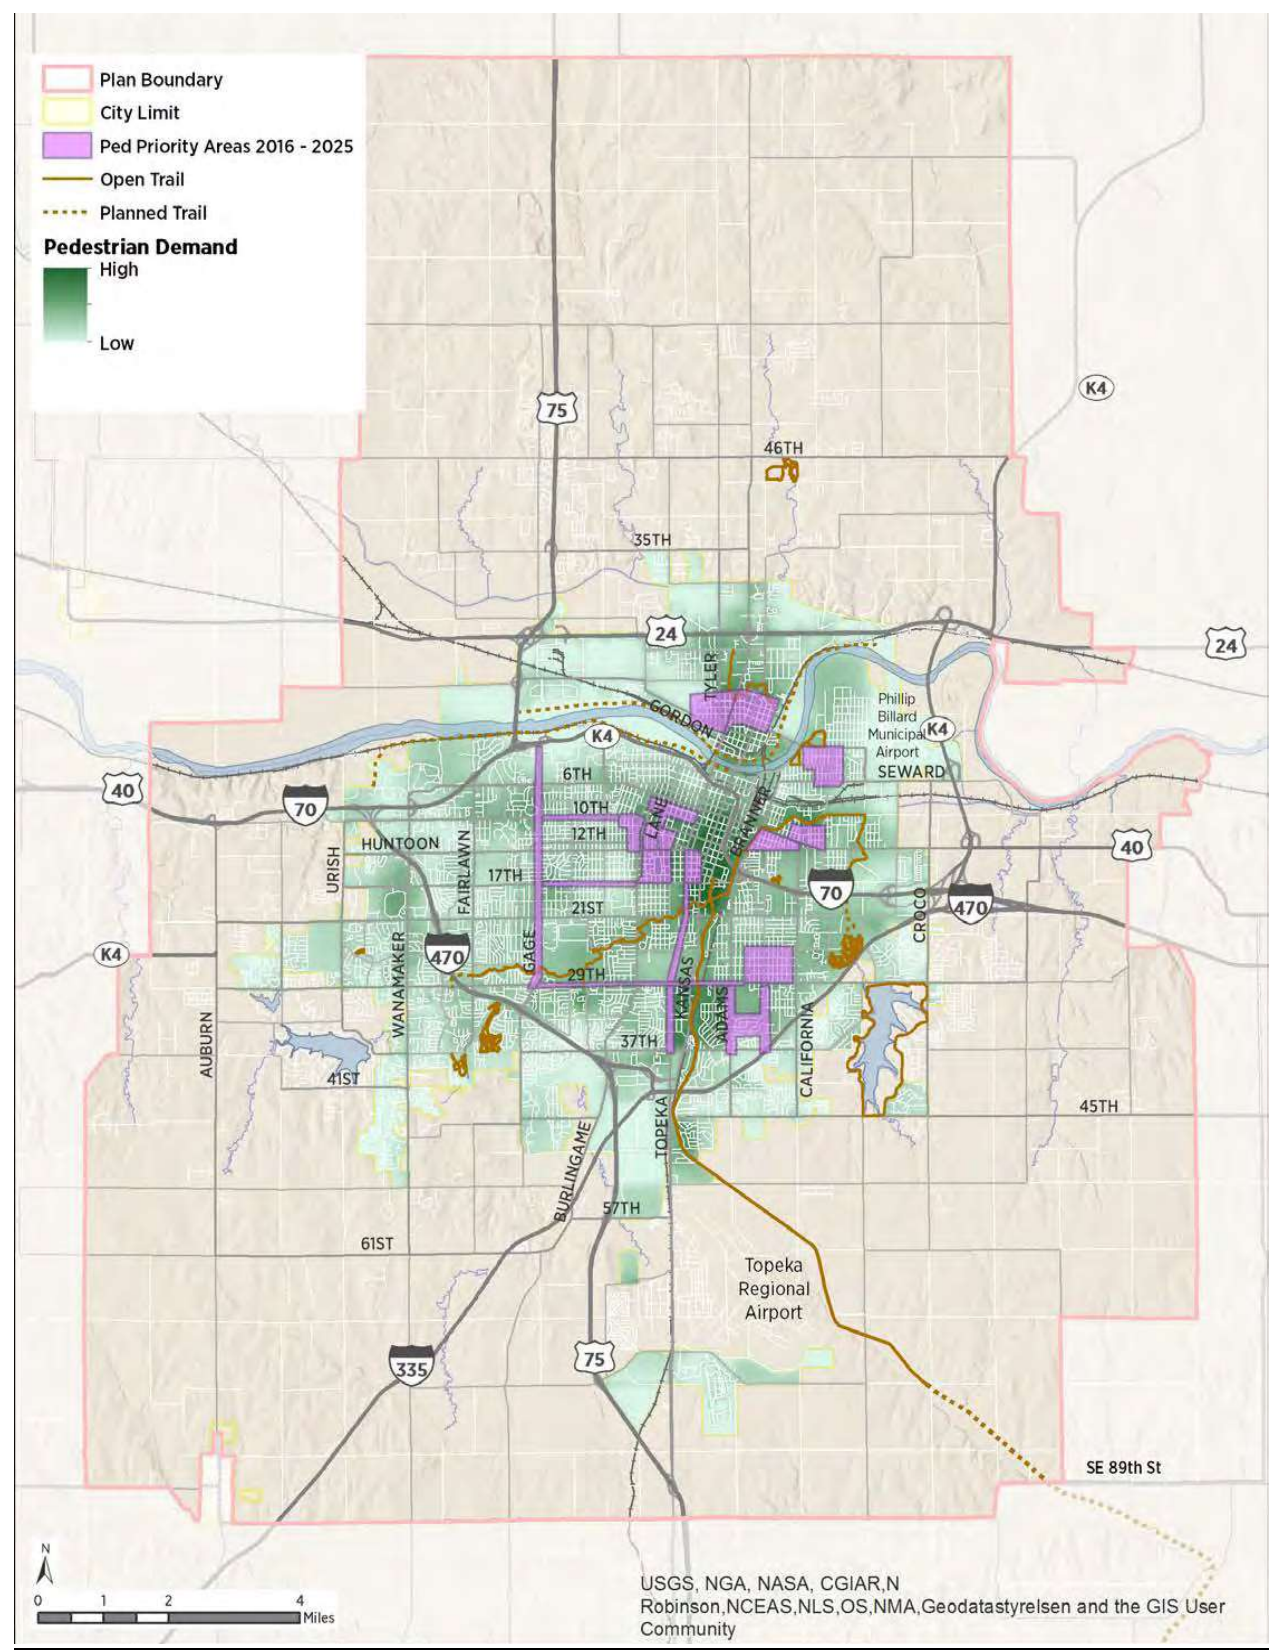 Plan Boundary
City Limit
Ped Priority Areas 2016 - 2025
Open Trail
Planned Trail
Pedestrian Demand
High
Low
K4
75
46TH
35TH
24
24
TYLER
GORDON
Phillip
Billard
Municipal
Airport
K4
K4
SEWARD
6TH
40
70
10TH
LANE
BRANNER
12TH
HUNTOON
40
URISH
FAIRLAWN
17TH
70
470
21ST
CROCO
K4
470
WANAMAKER
GAGE
29TH
KANSAS
ADAMS
CALIFORNIA
AUBURN
37TH
41ST
45TH
TOPEKA
BURLINGAME
57TH
61ST
Topeka
Regional
Airport
335
75
SE 89th St
N
0 1 2 4
Miles
USGS, NGA, NASA, CGIAR,N
Robinson,NCEAS,NLS,OS,NMA,Geodatastyrelsen and the GIS User
Community